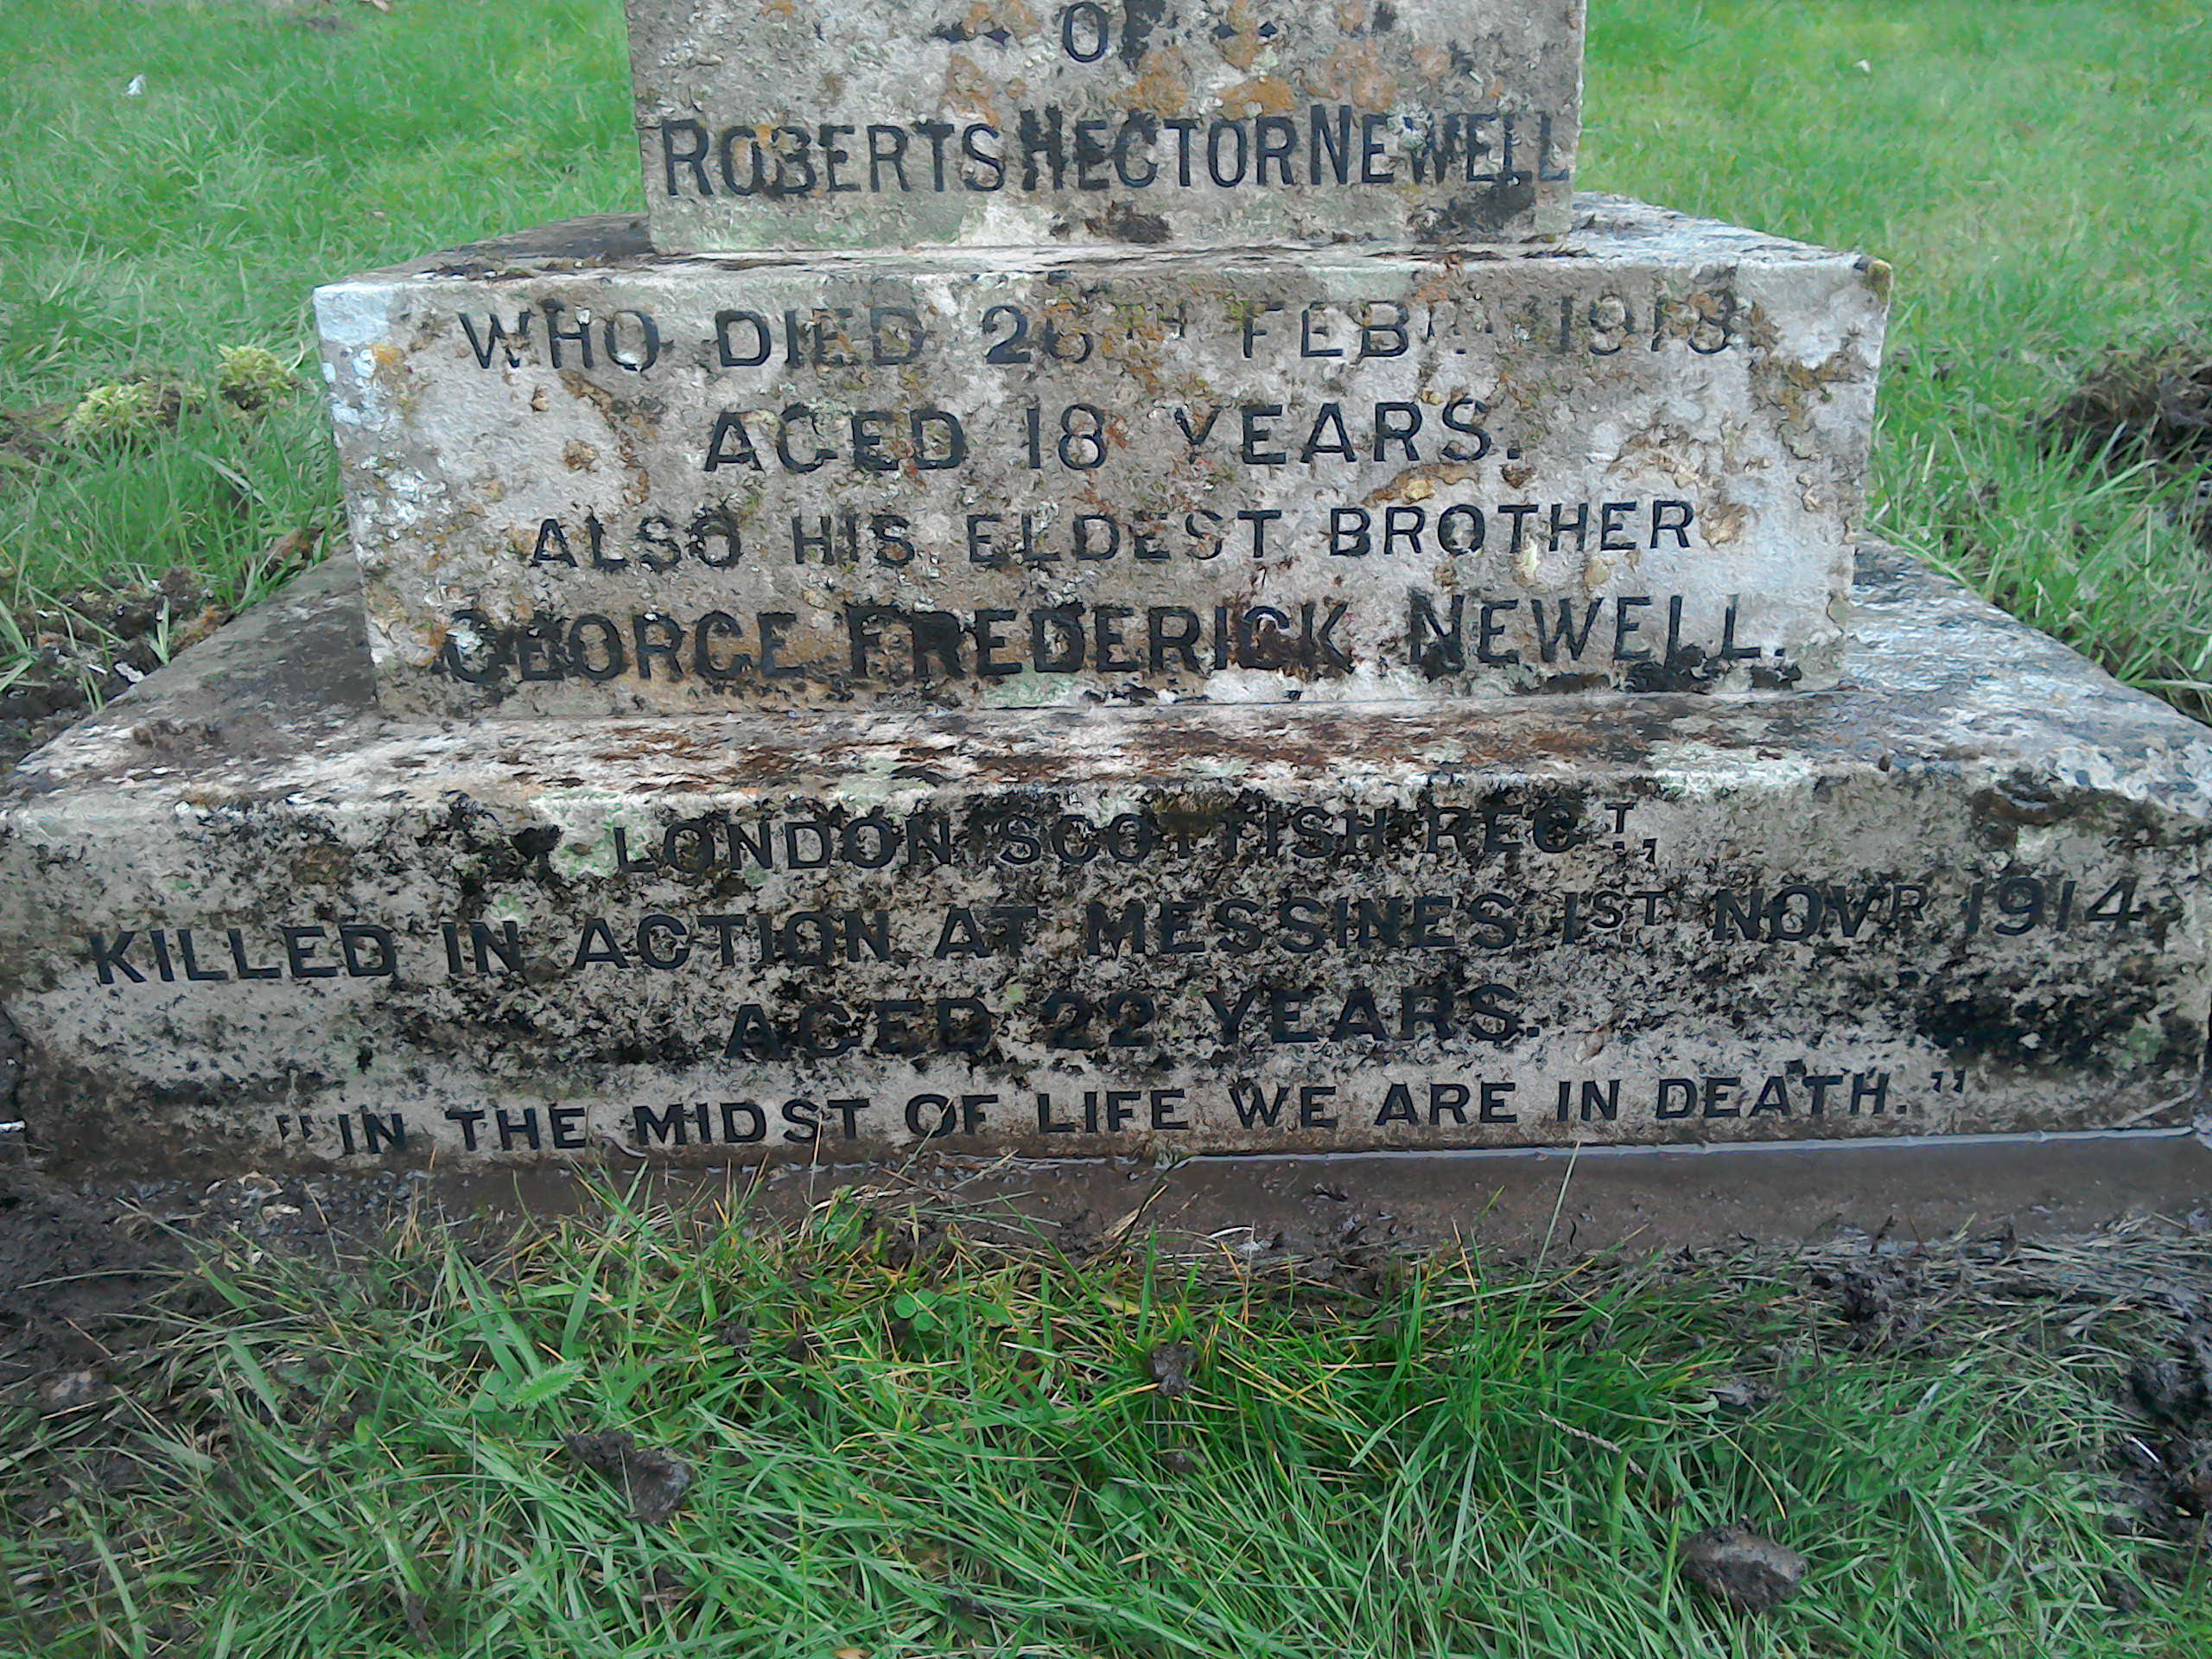 OF
ROBERTS HECTOR NEWELL
WHO DIED 26TH FEBRY 1918
AGED 18 YEARS.
ALSO HIS ELDEST BROTHER
GEORGE FREDERICK NEWELL.
LONDON SCOTTISH REGT,
KILLED IN ACTION AT MESSINES 1ST NOVR 1914
AGED 22 YEARS.
"IN THE MIDST OF LIFE WE ARE IN DEATH."